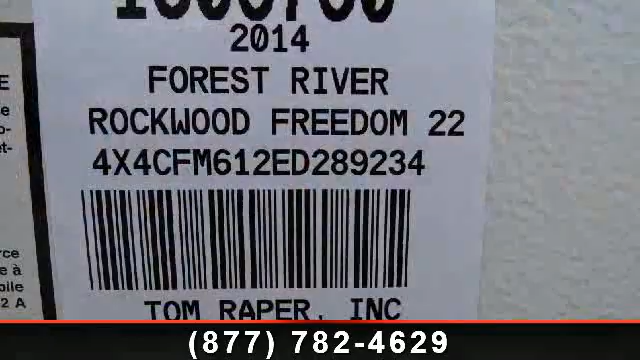 2014
FOREST RIVER
ROCKWOOD FREEDOM 22
4X4CFM612ED289234
TOM RAPER, INC
(877) 782-4629